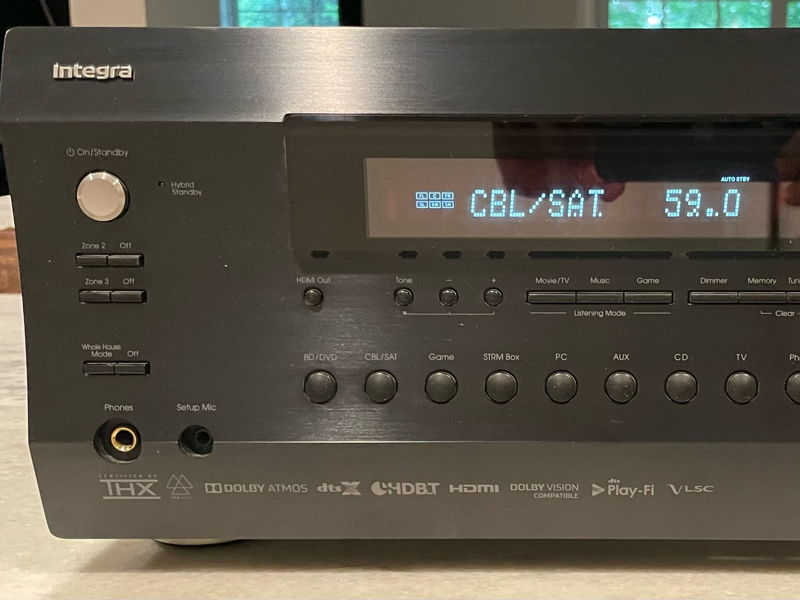 Integra
On/Standby
Hybrid
Standby
AUTO STBY
CBL/SAT 59.0
Zone 2 Off
Zone 3 Off
HDMI Out
Tone - +
Movie/TV Music Game
Listening Mode
Dimmer Memory
Clear
Whole House
Mode Off
BD/DVD CBL/SAT Game STRM Box PC AUX CD TV
Phones Setup Mic
CERTIFIED BY
THX
DOLBY ATMOS
dts X
HDBT
HDMI
DOLBY VISION
COMPATIBLE
dts
Play-Fi
VLSC